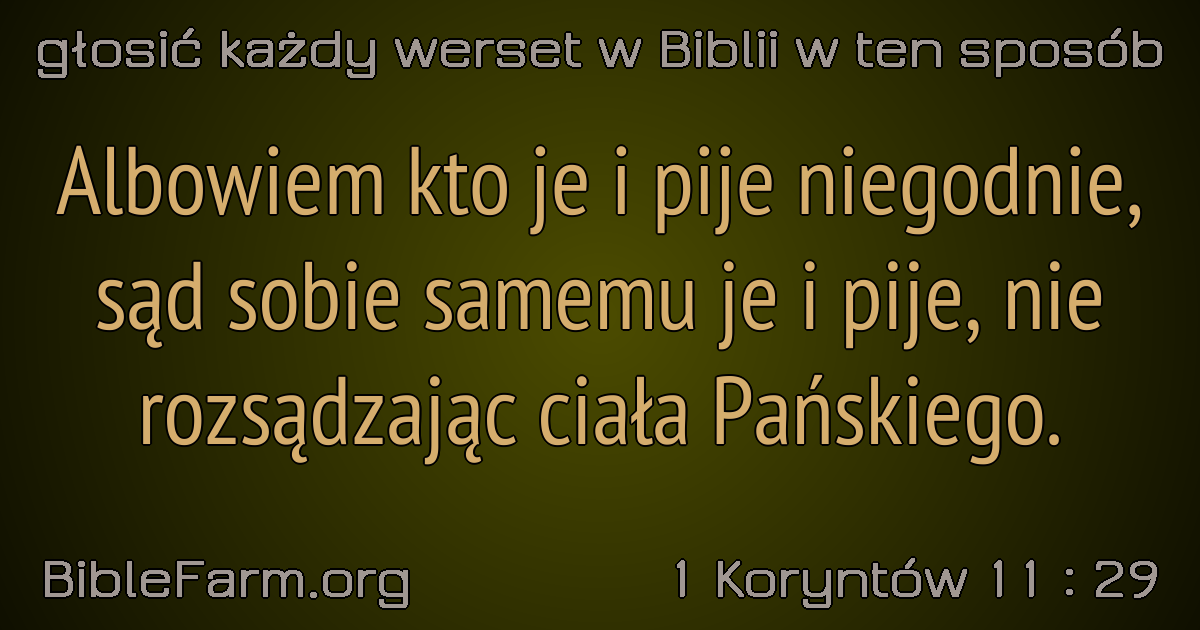 głosić każdy werset w Biblii w ten sposób
Albowiem kto je i pije niegodnie,
sąd sobie samemu je i pije, nie
rozsądzając ciała Pańskiego.
BibleFarm.org
1 Koryntów 11 : 29